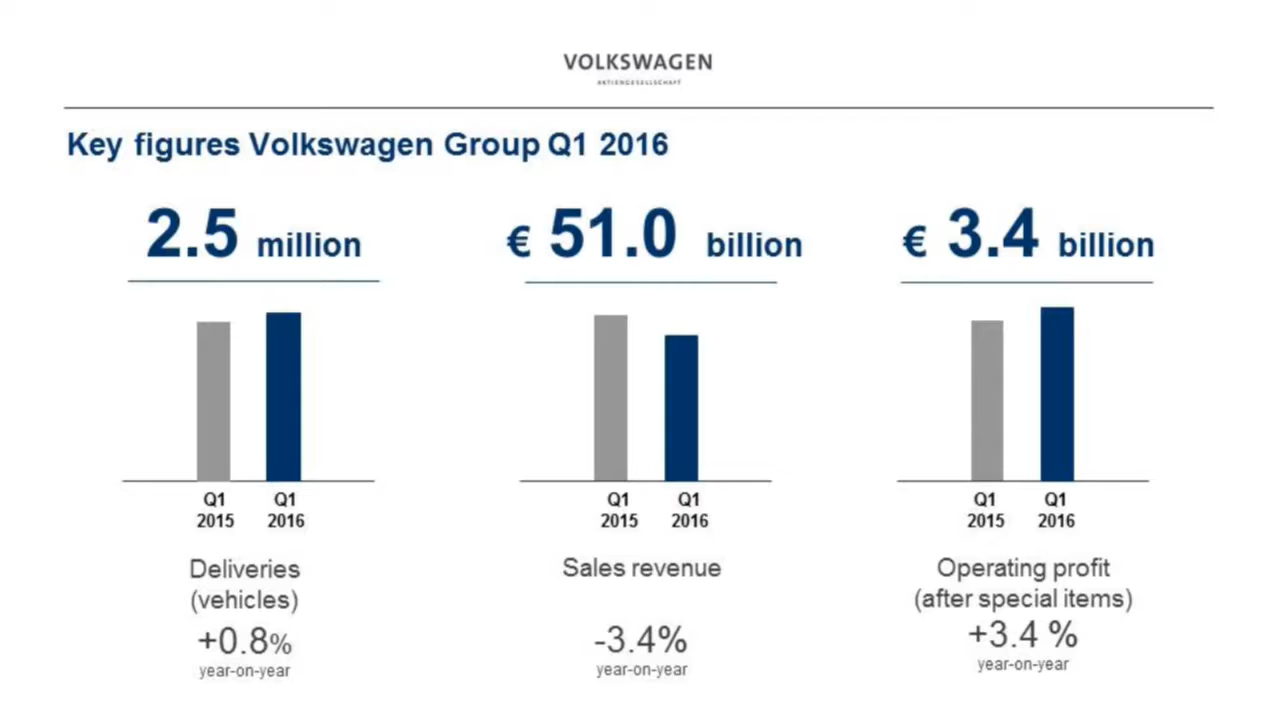 VOLKSWAGEN
AKTIENGESELLSCHAFT
Key figures Volkswagen Group Q1 2016
2.5 million
€ 51.0 billion
€ 3.4 billion
Q1 2015
Q1 2016
Q1 2015
Q1 2016
Q1 2015
Q1 2016
Deliveries
(vehicles)
+0.8%
year-on-year
Sales revenue
-3.4%
year-on-year
Operating profit
(after special items)
+3.4 %
year-on-year